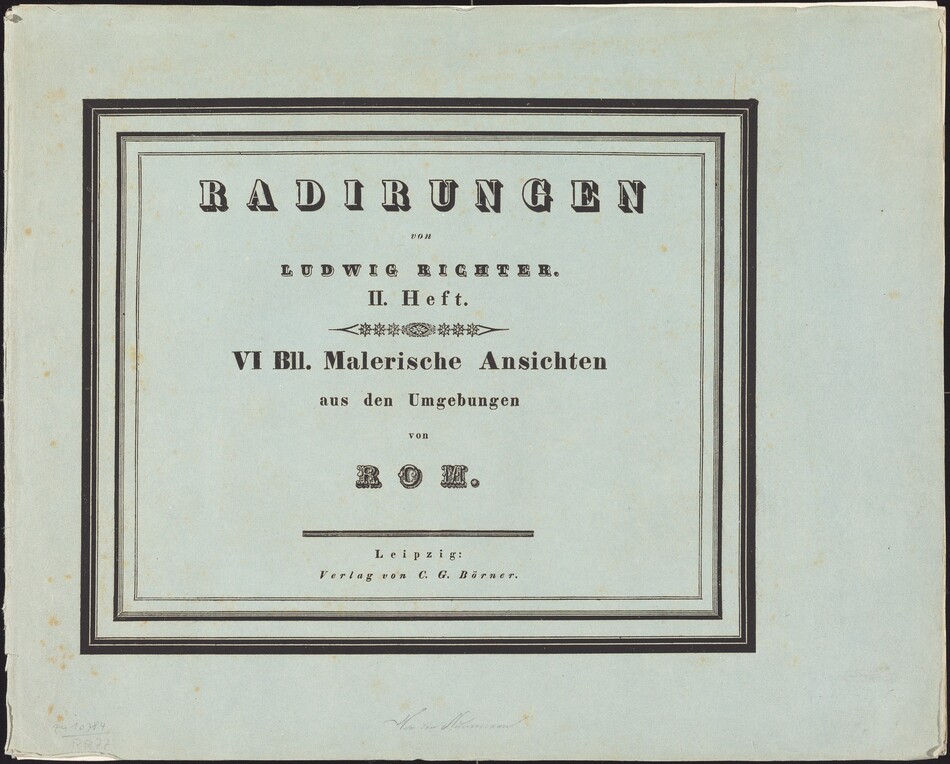 RADIRUNGEN
von
LUDWIG RICHTER.
II. Heft.
VI Bll. Malerische Ansichten
aus den Umgebungen
von
ROM.
Leipzig:
Verlag von C. G. Börner.